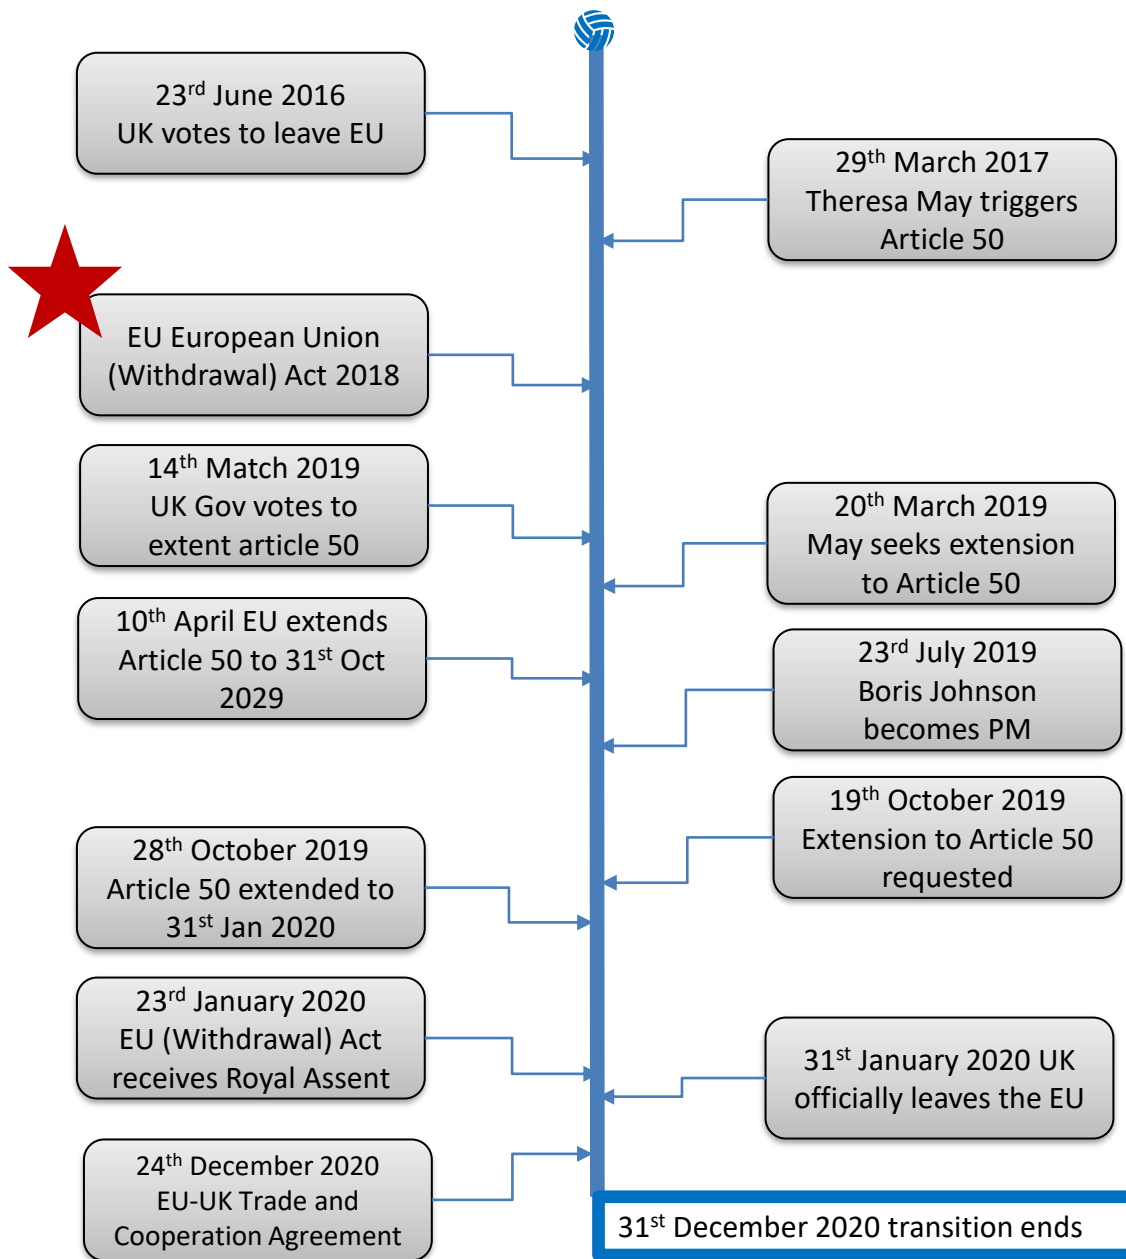 23rd June 2016
UK votes to leave EU
29th March 2017
Theresa May triggers
Article 50
EU European Union
(Withdrawal) Act 2018
14th Match 2019
UK Gov votes to
extent article 50
20th March 2019
May seeks extension
to Article 50
10th April EU extends
Article 50 to 31st Oct
2029
23rd July 2019
Boris Johnson
becomes PM
19th October 2019
Extension to Article 50
requested
28th October 2019
Article 50 extended to
31st Jan 2020
23rd January 2020
EU (Withdrawal) Act
receives Royal Assent
31st January 2020 UK
officially leaves the EU
24th December 2020
EU-UK Trade and
Cooperation Agreement
31st December 2020 transition ends